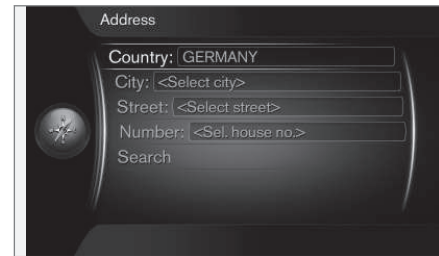 Address
Country: GERMANY
City: <Select city>
Street: <Select street>
Number: <Sel. house no.>
Search